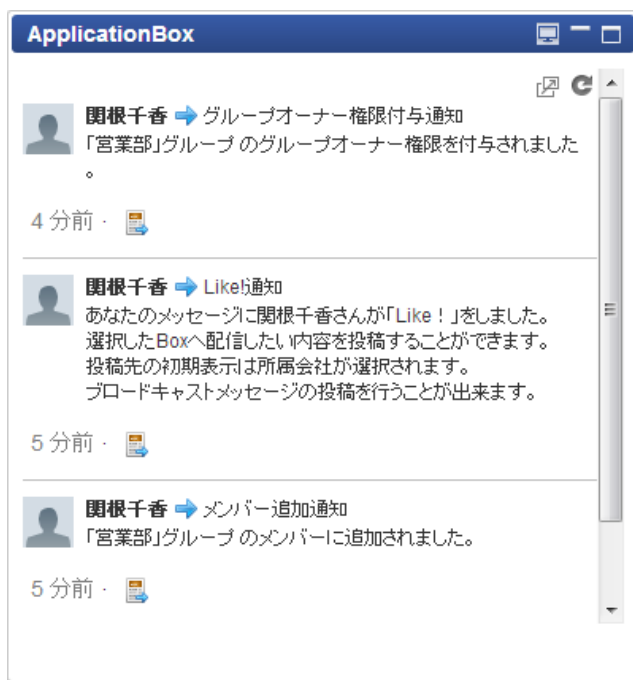 ApplicationBox
関根千香 グループオーナー権限付与通知
「営業部」グループ のグループオーナー権限を付与されました
。
4 分前 ·
関根千香 Like!通知
あなたのメッセージに関根千香さんが「Like！」をしました。
選択したBoxへ配信したい内容を投稿することができます。
投稿先の初期表示は所属会社が選択されます。
ブロードキャストメッセージの投稿を行うことが出来ます。
5 分前 ·
関根千香 メンバー追加通知
「営業部」グループ のメンバーに追加されました。
5 分前 ·